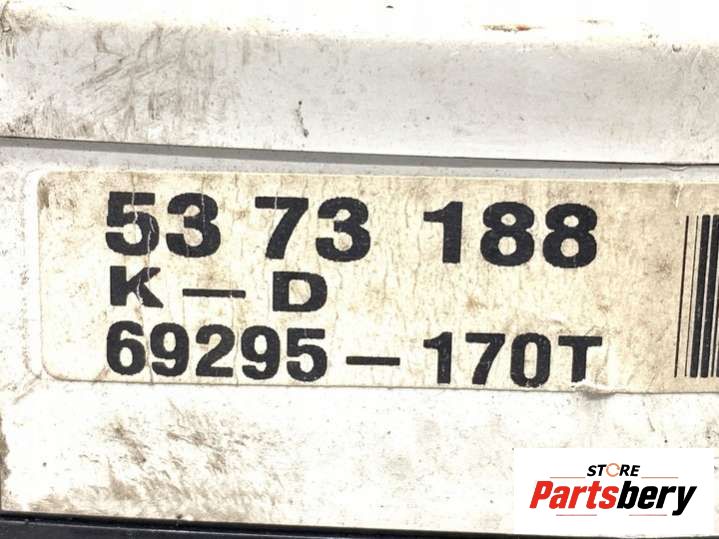 53 73 188
K – D
69295 – 170T
STORE
Partsbery